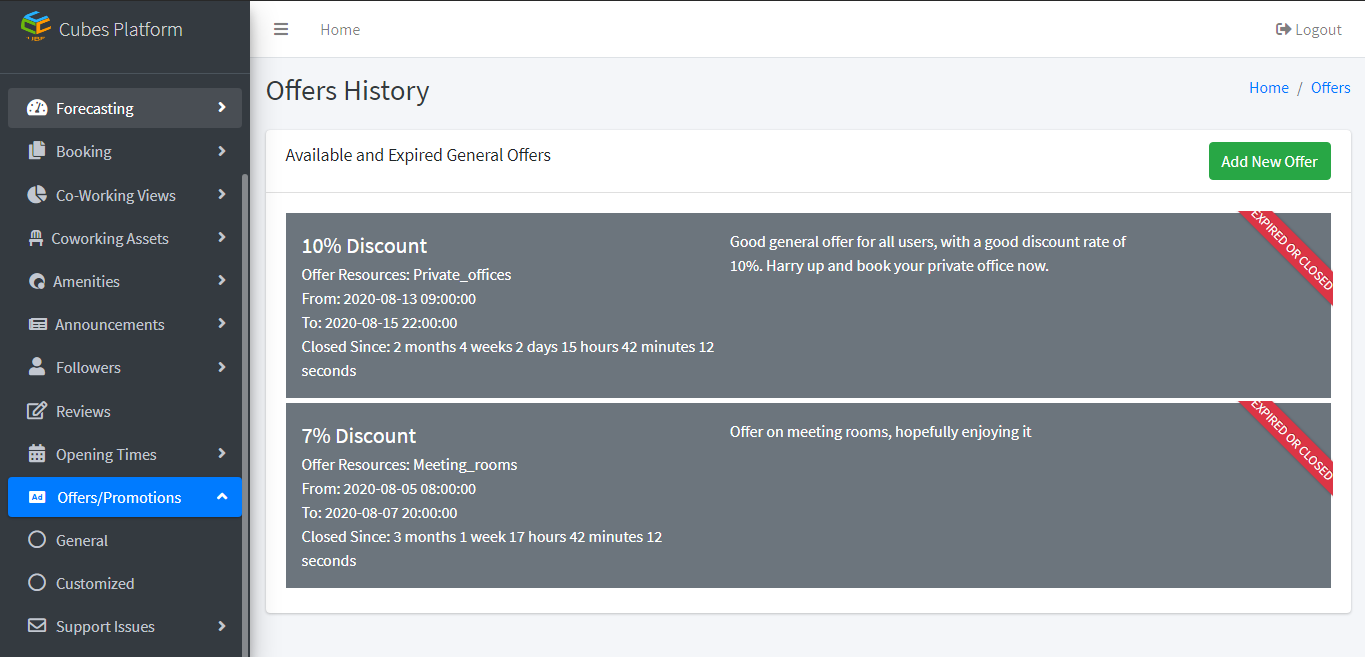 Cubes Platform
Home
Logout
Forecasting
Booking
Co-Working Views
Coworking Assets
Amenities
Announcements
Followers
Reviews
Opening Times
Ad Offers/Promotions
General
Customized
Support Issues
Offers History
Home / Offers
Available and Expired General Offers
Add New Offer
10% Discount
Offer Resources: Private_offices
From: 2020-08-13 09:00:00
To: 2020-08-15 22:00:00
Closed Since: 2 months 4 weeks 2 days 15 hours 42 minutes 12
seconds
Good general offer for all users, with a good discount rate of
10%. Harry up and book your private office now.
EXPIRED OR CLOSED
7% Discount
Offer Resources: Meeting_rooms
From: 2020-08-05 08:00:00
To: 2020-08-07 20:00:00
Closed Since: 3 months 1 week 17 hours 42 minutes 12
seconds
Offer on meeting rooms, hopefully enjoying it
EXPIRED OR CLOSED